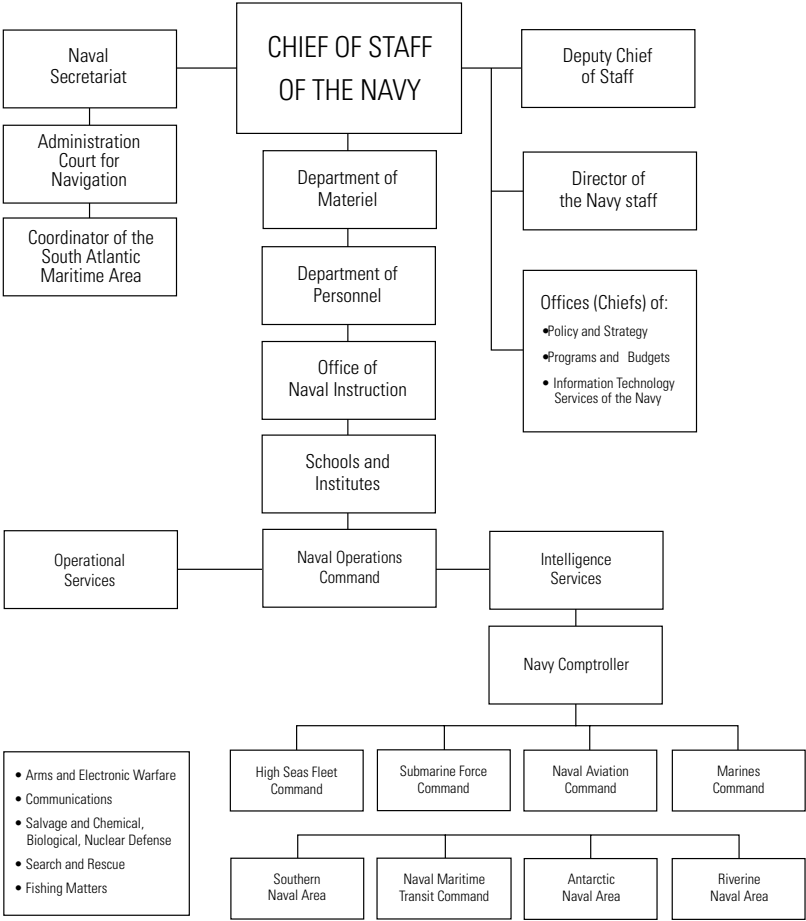 CHIEF OF STAFF
OF THE NAVY
Naval
Secretariat
Deputy Chief
of Staff
Administration
Court for
Navigation
Department of
Materiel
Director of
the Navy staff
Coordinator of the
South Atlantic
Maritime Area
Department of
Personnel
Offices (Chiefs) of:
•Policy and Strategy
•Programs and Budgets
• Information Technology
Services of the Navy
Office of
Naval Instruction
Schools and
Institutes
Operational
Services
Naval Operations
Command
Intelligence
Services
Navy Comptroller
• Arms and Electronic Warfare
• Communications
• Salvage and Chemical,
Biological, Nuclear Defense
• Search and Rescue
• Fishing Matters
High Seas Fleet
Command
Submarine Force
Command
Naval Aviation
Command
Marines
Command
Southern
Naval Area
Naval Maritime
Transit Command
Antarctic
Naval Area
Riverine
Naval Area